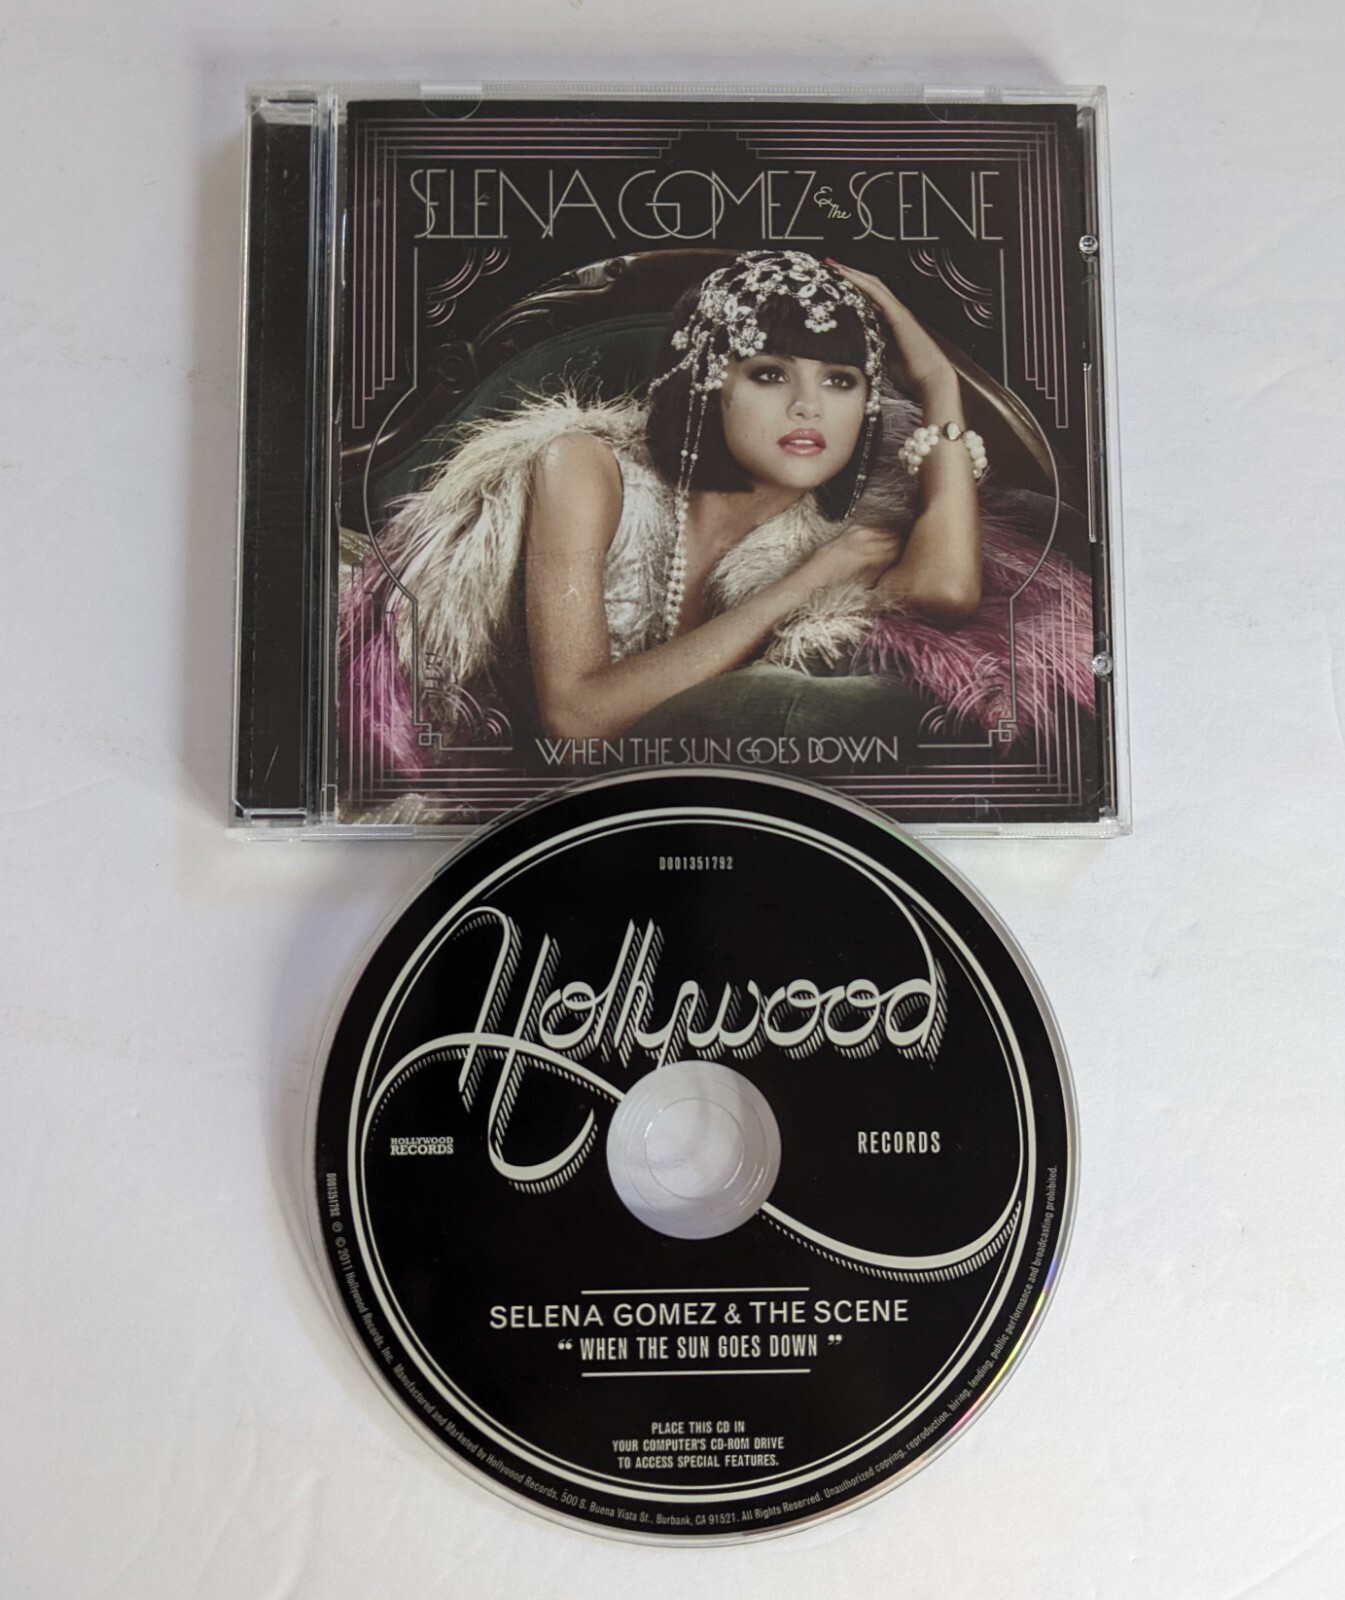 SELENA GOMEZ & The SCENE
WHEN THE SUN GOES DOWN
D001351792
Hollywood
HOLLYWOOD
RECORDS
RECORDS
SELENA GOMEZ & THE SCENE
“ WHEN THE SUN GOES DOWN ”
PLACE THIS CD IN
YOUR COMPUTER'S CD-ROM DRIVE
TO ACCESS SPECIAL FEATURES.
D001351792 ℗ © 2011 Hollywood Records, Inc. Manufactured and Marketed by Hollywood Records, 500 S. Buena Vista St., Burbank, CA 91521. All Rights Reserved. Unauthorized copying, reproduction, hiring, lending, public performance and broadcasting prohibited.